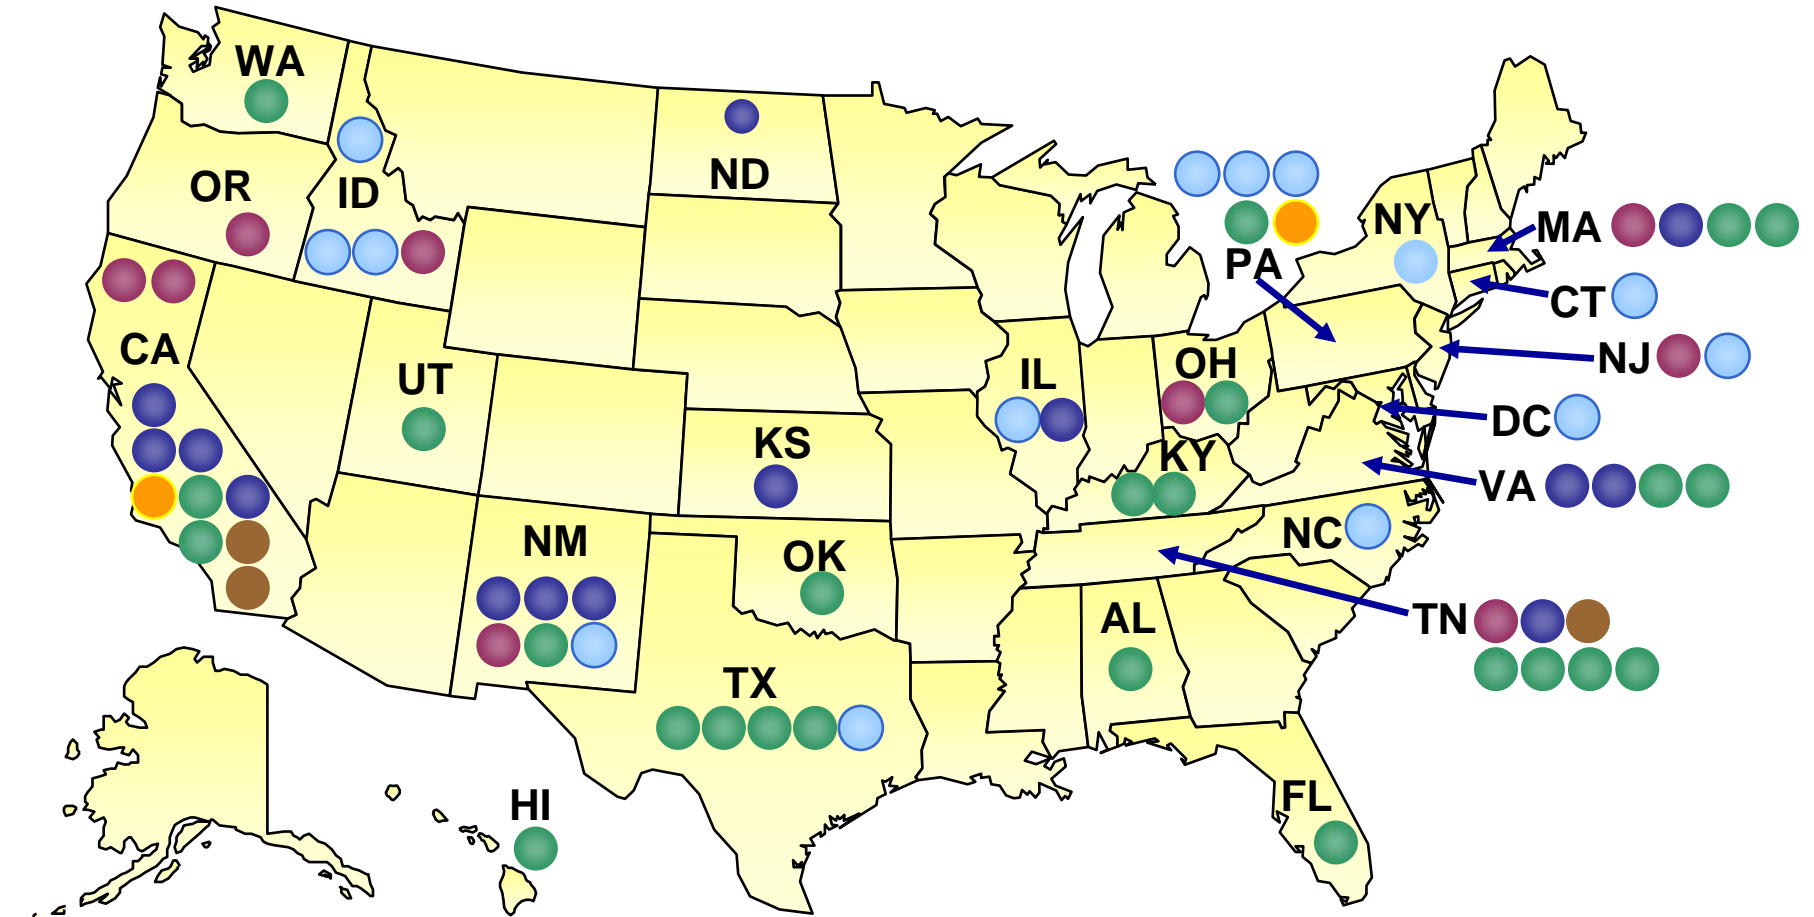 WA
ND
OR
ID
NY
MA
PA
CT
CA
OH
NJ
UT
IL
DC
KS
KY
VA
NM
NC
OK
AL
TN
TX
FL
HI